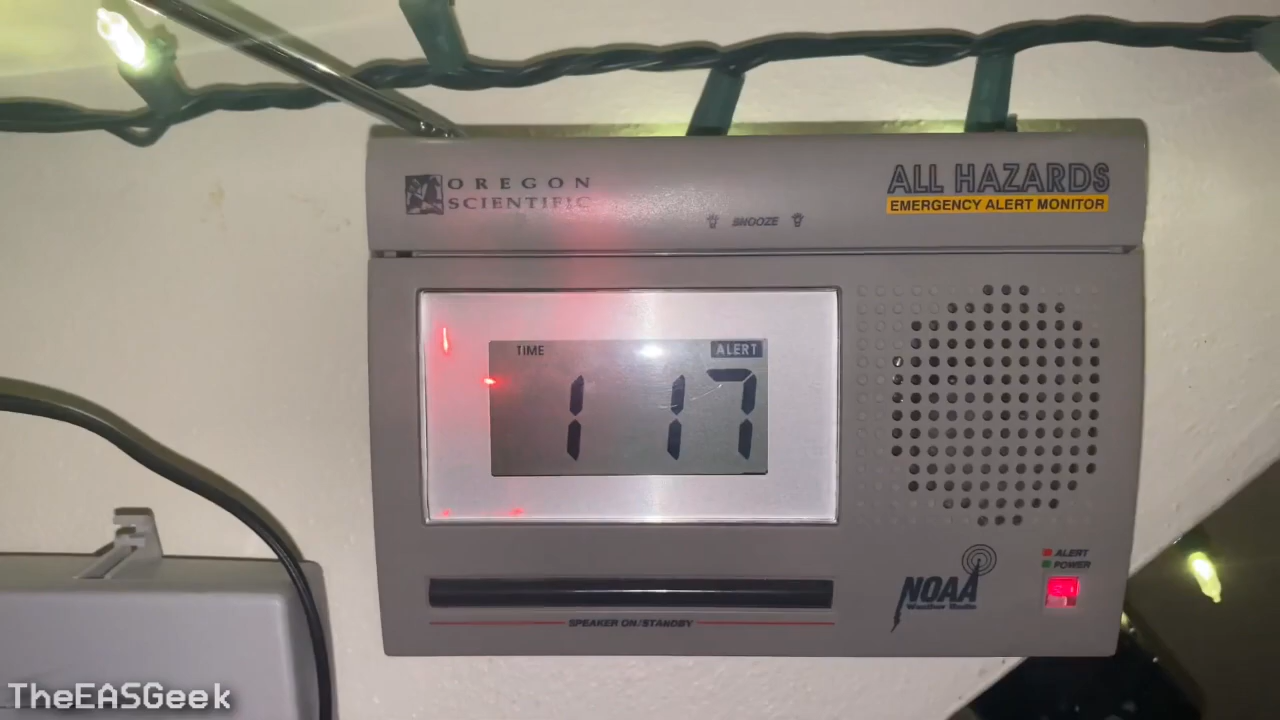 OREGON
SCIENTIFIC
SNOOZE
ALL HAZARDS
EMERGENCY ALERT MONITOR
TIME
ALERT
1 17
ALERT
POWER
NOAA
Weather Radio
SPEAKER ON/STANDBY
TheEASGeek